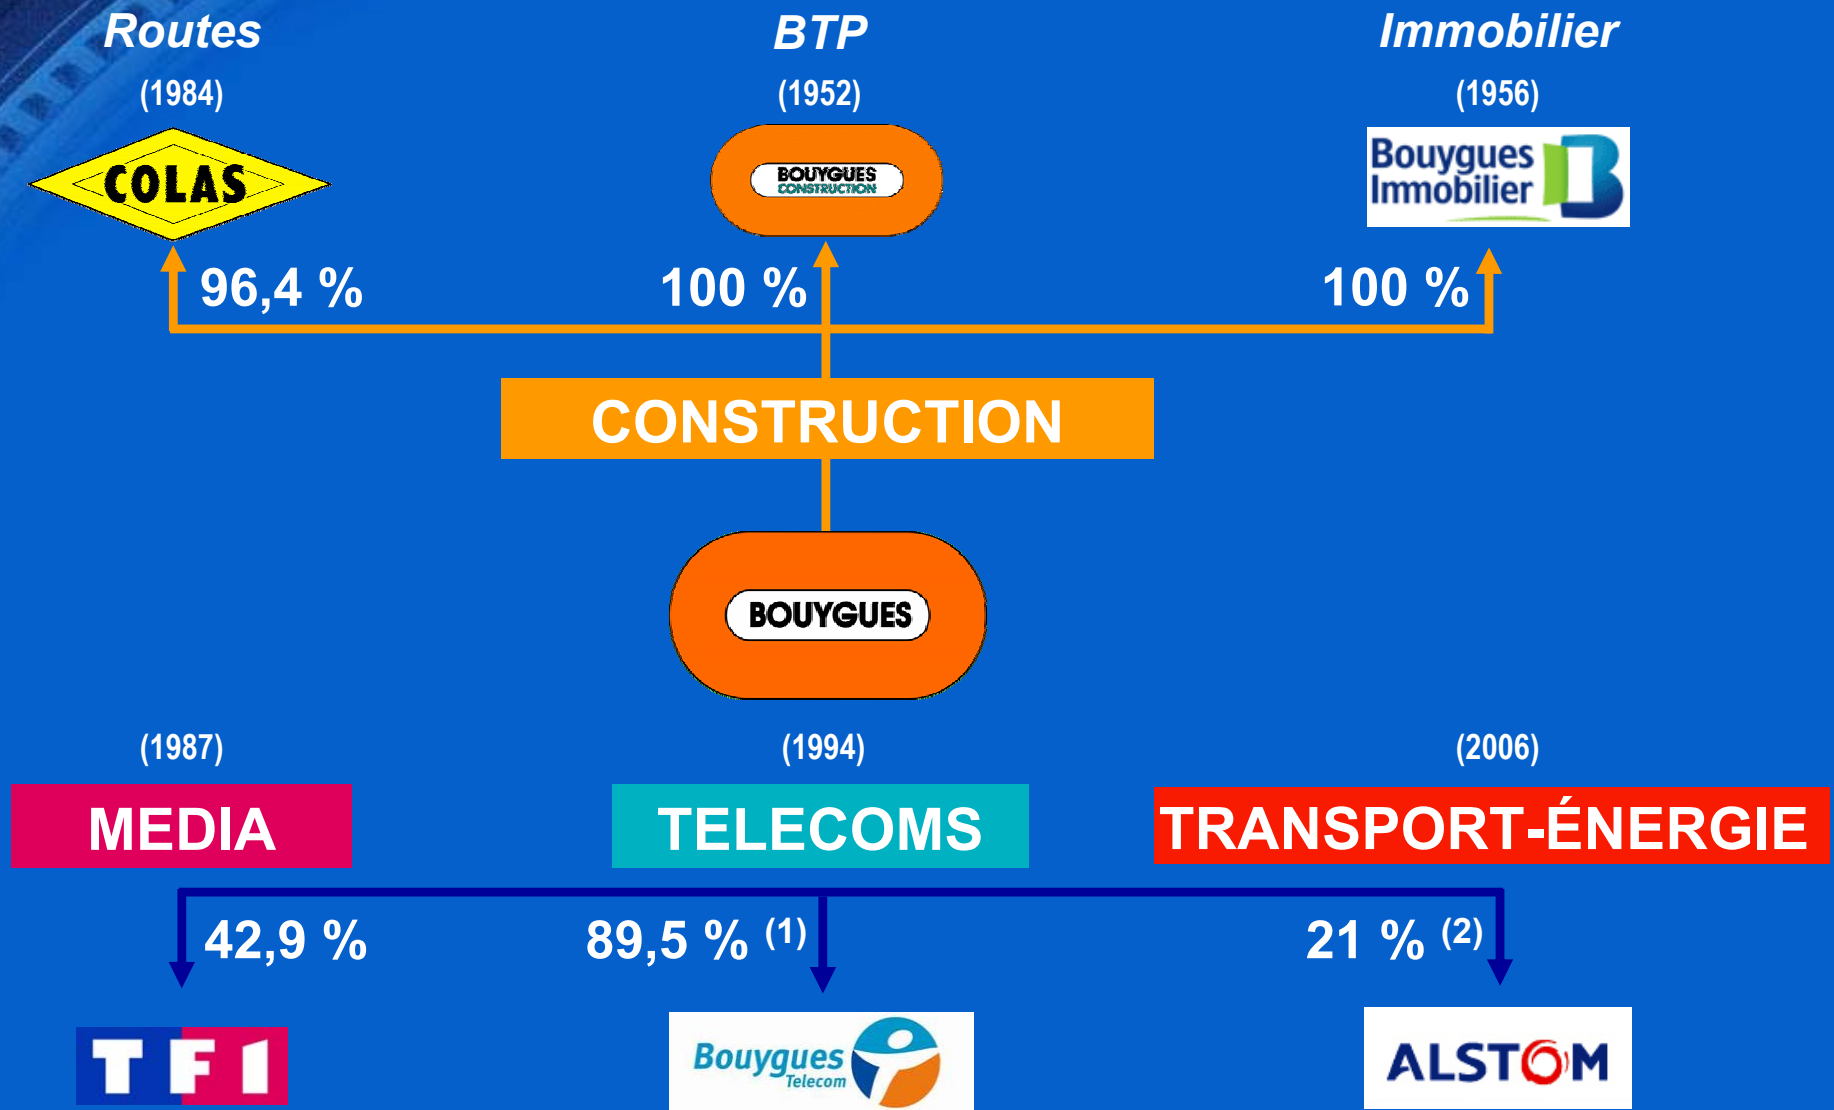 Routes
BTP
Immobilier
(1984)
(1952)
(1956)
COLAS
BOUYGUES
CONSTRUCTION
Bouygues
Immobilier
96,4 %
100 %
100 %
CONSTRUCTION
BOUYGUES
(1987)
(1994)
(2006)
MEDIA
TELECOMS
TRANSPORT-ÉNERGIE
42,9 %
89,5 % (1)
21 % (2)
TF1
Bouygues
Telecom
ALSTOM